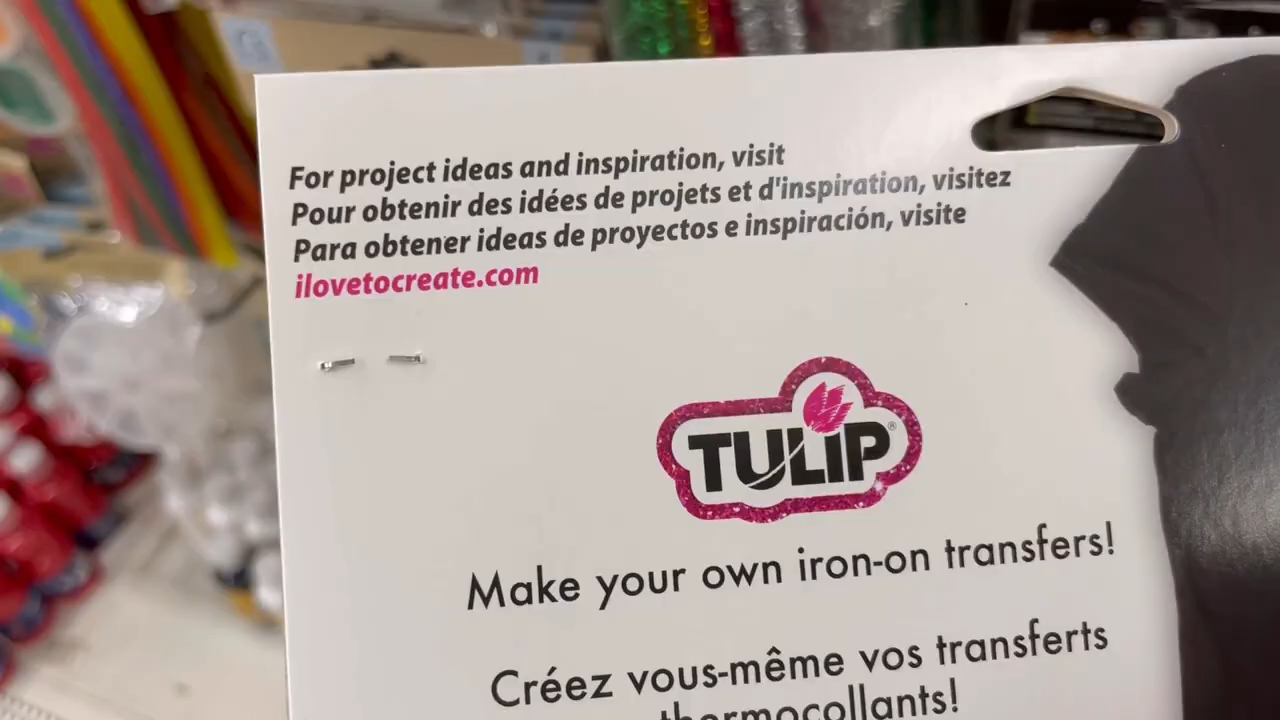 For project ideas and inspiration, visit
Pour obtenir des idées de projets et d'inspiration, visitez
Para obtener ideas de proyectos e inspiración, visite
ilovetocreate.com
TULIP®
Make your own iron-on transfers!
Créez vous-même vos transferts
thermocollants!